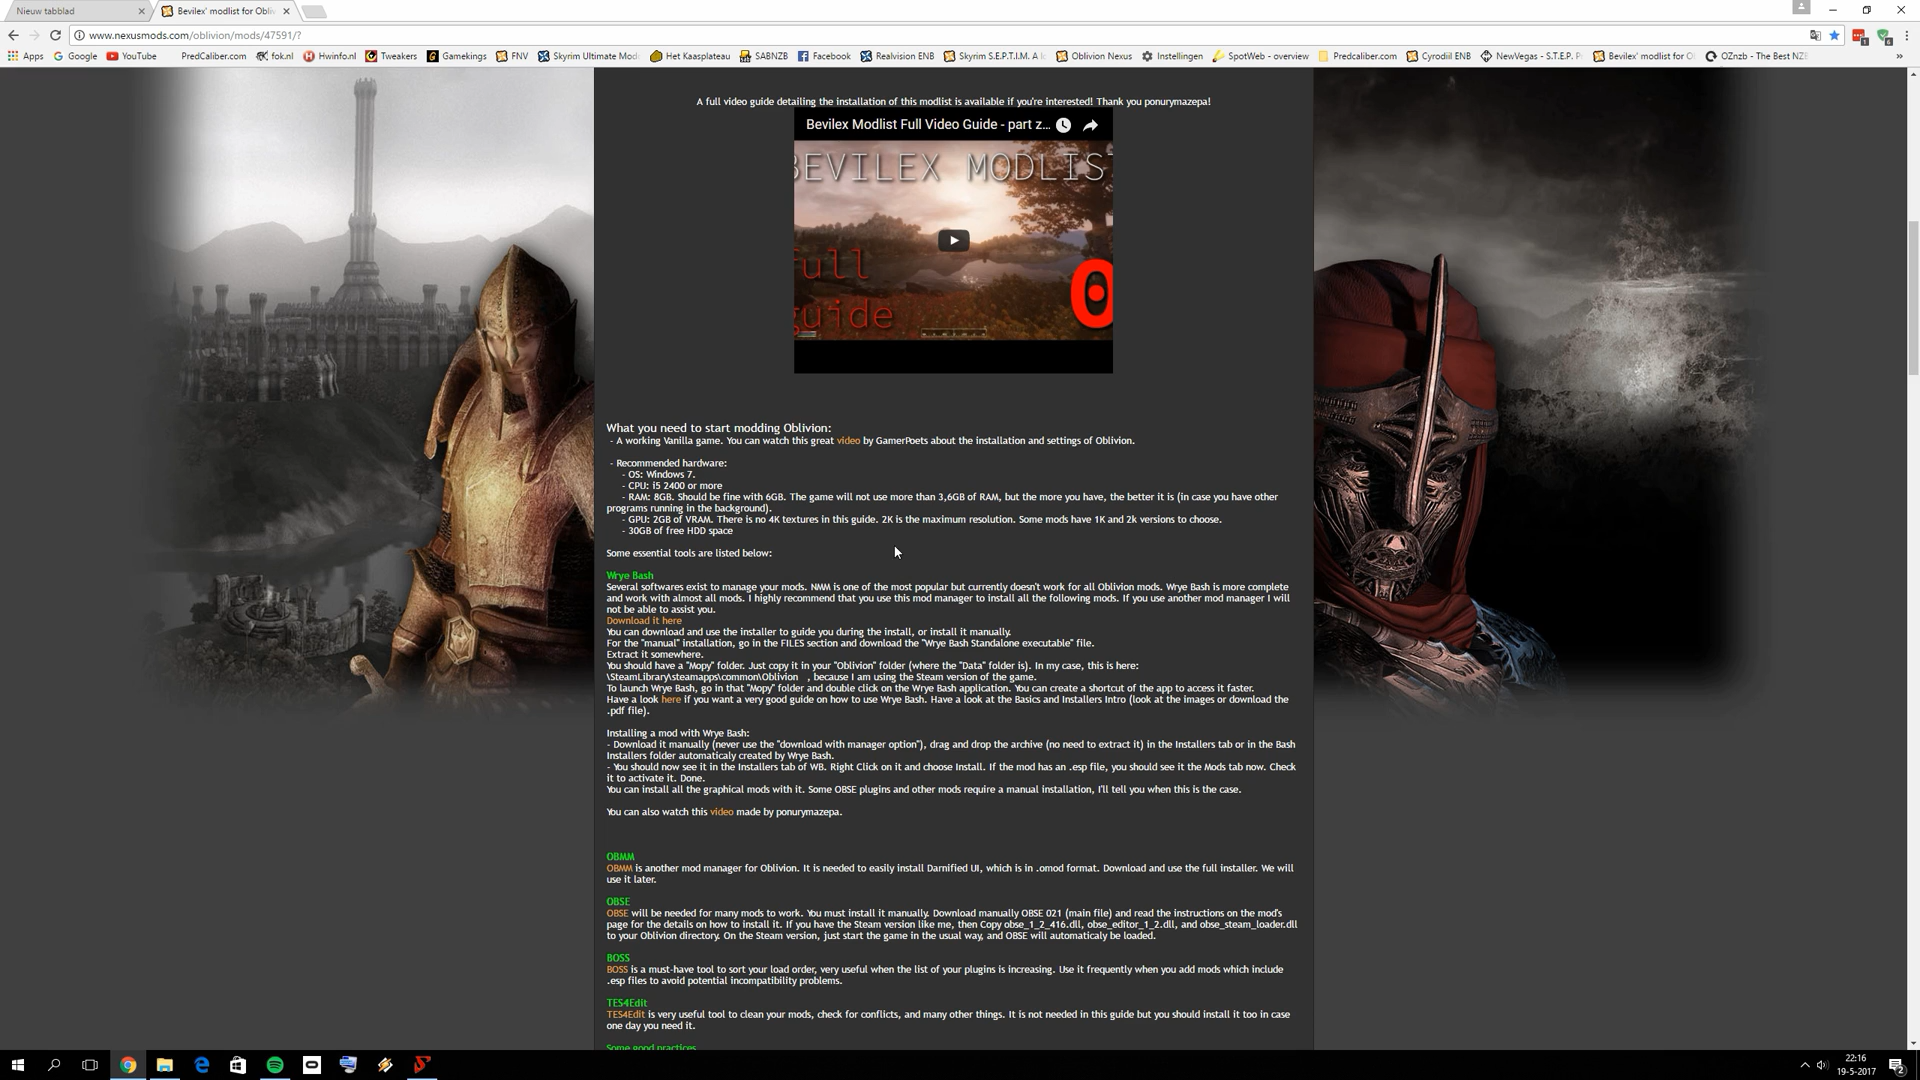 Nieuw tabblad
Bevilex' modlist for Obliv
www.nexusmods.com/oblivion/mods/47591/?
Apps Google YouTube PredCaliber.com fok.nl Hwinfo.nl Tweakers Gamekings FNV Skyrim Ultimate Mod Het Kaasplateau SABNZB Facebook Realvision ENB Skyrim S.E.P.T.I.M. A Oblivion Nexus Instellingen SpotWeb - overview Predcaliber.com Cyrodiil ENB NewVegas - S.T.E.P. P Bevilex' modlist for O OZnzb - The Best NZB »
A full video guide detailing the installation of this modlist is available if you're interested! Thank you ponurymazepa!
Bevilex Modlist Full Video Guide - part z...
BEVILEX MODLIST
full
guide
0
What you need to start modding Oblivion:
- A working Vanilla game. You can watch this great video by GamerPoets about the installation and settings of Oblivion.
- Recommended hardware:
- OS: Windows 7.
- CPU: i5 2400 or more
- RAM: 8GB. Should be fine with 6GB. The game will not use more than 3,6GB of RAM, but the more you have, the better it is (in case you have other
programs running in the background).
- GPU: 2GB of VRAM. There is no 4K textures in this guide. 2K is the maximum resolution. Some mods have 1K and 2k versions to choose.
- 30GB of free HDD space
Some essential tools are listed below:
Wrye Bash
Several softwares exist to manage your mods. NMM is one of the most popular but currently doesn't work for all Oblivion mods. Wrye Bash is more complete
and work with almost all mods. I highly recommend that you use this mod manager to install all the following mods. If you use another mod manager I will
not be able to assist you.
Download it here
You can download and use the installer to guide you during the install, or install it manually.
For the "manual" installation, go in the FILES section and download the "Wrye Bash Standalone executable" file.
Extract it somewhere.
You should have a "Mopy" folder. Just copy it in your "Oblivion" folder (where the "Data" folder is). In my case, this is here:
\SteamLibrary\steamapps\common\Oblivion , because I am using the Steam version of the game.
To launch Wrye Bash, go in that "Mopy" folder and double click on the Wrye Bash application. You can create a shortcut of the app to access it faster.
Have a look here if you want a very good guide on how to use Wrye Bash. Have a look at the Basics and Installers Intro (look at the images or download the
.pdf file).
Installing a mod with Wrye Bash:
- Download it manually (never use the "download with manager option"), drag and drop the archive (no need to extract it) in the Installers tab or in the Bash
Installers folder automaticaly created by Wrye Bash.
- You should now see it in the Installers tab of WB. Right Click on it and choose Install. If the mod has an .esp file, you should see it the Mods tab now. Check
it to activate it. Done.
You can install all the graphical mods with it. Some OBSE plugins and other mods require a manual installation, I'll tell you when this is the case.
You can also watch this video made by ponurymazepa.
OBMM
OBMM is another mod manager for Oblivion. It is needed to easily install Darnified UI, which is in .omod format. Download and use the full installer. We will
use it later.
OBSE
OBSE will be needed for many mods to work. You must install it manually. Download manually OBSE 021 (main file) and read the instructions on the mod's
page for the details on how to install it. If you have the Steam version like me, then Copy obse_1_2_416.dll, obse_editor_1_2.dll, and obse_steam_loader.dll
to your Oblivion directory. On the Steam version, just start the game in the usual way, and OBSE will automaticaly be loaded.
BOSS
BOSS is a must-have tool to sort your load order, very useful when the list of your plugins is increasing. Use it frequently when you add mods which include
.esp files to avoid potential incompatibility problems.
TES4Edit
TES4Edit is very useful tool to clean your mods, check for conflicts, and many other things. It is not needed in this guide but you should install it too in case
one day you need it.
Some good practices
22:16
19-5-2017